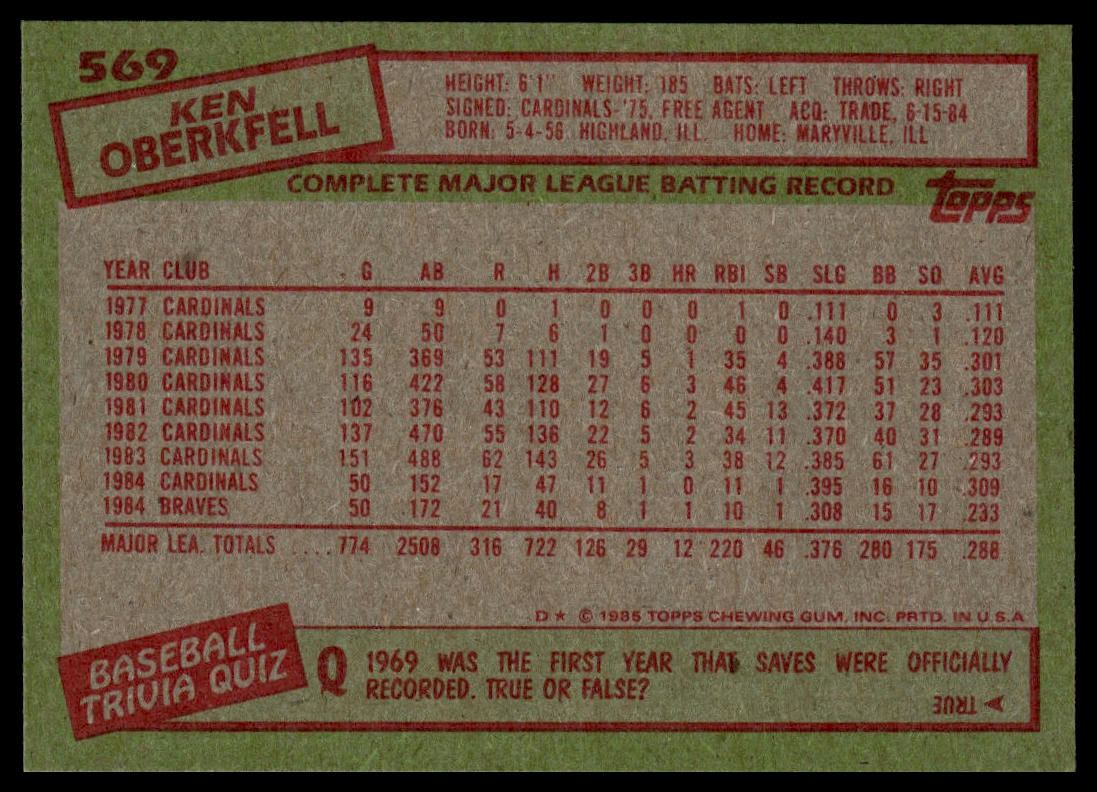 569
KEN
OBERKFELL
HEIGHT: 6'1" WEIGHT: 185 BATS: LEFT THROWS: RIGHT
SIGNED: CARDINALS-'75, FREE AGENT ACQ: TRADE, 6-15-84
BORN: 5-4-56, HIGHLAND, ILL. HOME: MARYVILLE, ILL
COMPLETE MAJOR LEAGUE BATTING RECORD
topps
YEAR CLUB G AB R H 2B 3B HR RBI SB SLG BB SO AVG
1977 CARDINALS 9 9 0 1 0 0 0 1 0 .111 0 3 .111
1978 CARDINALS 24 50 7 6 1 0 0 0 0 .140 3 1 .120
1979 CARDINALS 135 369 53 111 19 5 1 35 4 .388 57 35 .301
1980 CARDINALS 116 422 58 128 27 6 3 46 4 .417 51 23 .303
1981 CARDINALS 102 376 43 110 12 6 2 45 13 .372 37 28 .293
1982 CARDINALS 137 470 55 136 22 5 2 34 11 .370 40 31 .289
1983 CARDINALS 151 488 62 143 26 5 3 38 12 .385 61 27 .293
1984 CARDINALS 50 152 17 47 11 1 0 11 1 .395 16 10 .309
1984 BRAVES 50 172 21 40 8 1 1 10 1 .308 15 17 .233
MAJOR LEA. TOTALS ....774 2508 316 722 126 29 12 220 46 .376 280 175 .288
D★ © 1985 TOPPS CHEWING GUM, INC. PRTD. IN U.S.A
BASEBALL
TRIVIA QUIZ
Q 1969 WAS THE FIRST YEAR THAT SAVES WERE OFFICIALLY
RECORDED. TRUE OR FALSE?
A TRUE